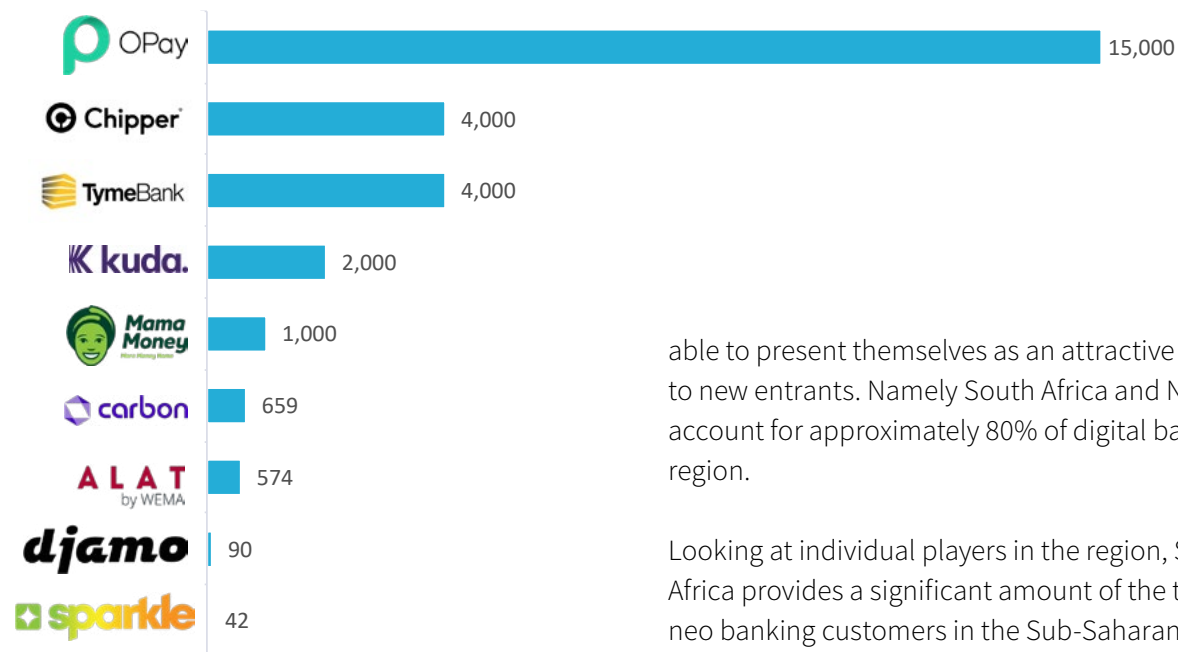 OPay
15,000
Chipper
4,000
TymeBank
4,000
kuda.
2,000
Mama
Money
More Money Home
1,000
carbon
659
ALAT
by WEMA
574
djamo
90
sparkle
42
able to present themselves as an attractive
to new entrants. Namely South Africa and N
account for approximately 80% of digital ba
region.
Looking at individual players in the region, S
Africa provides a significant amount of the t
neo banking customers in the Sub-Saharan